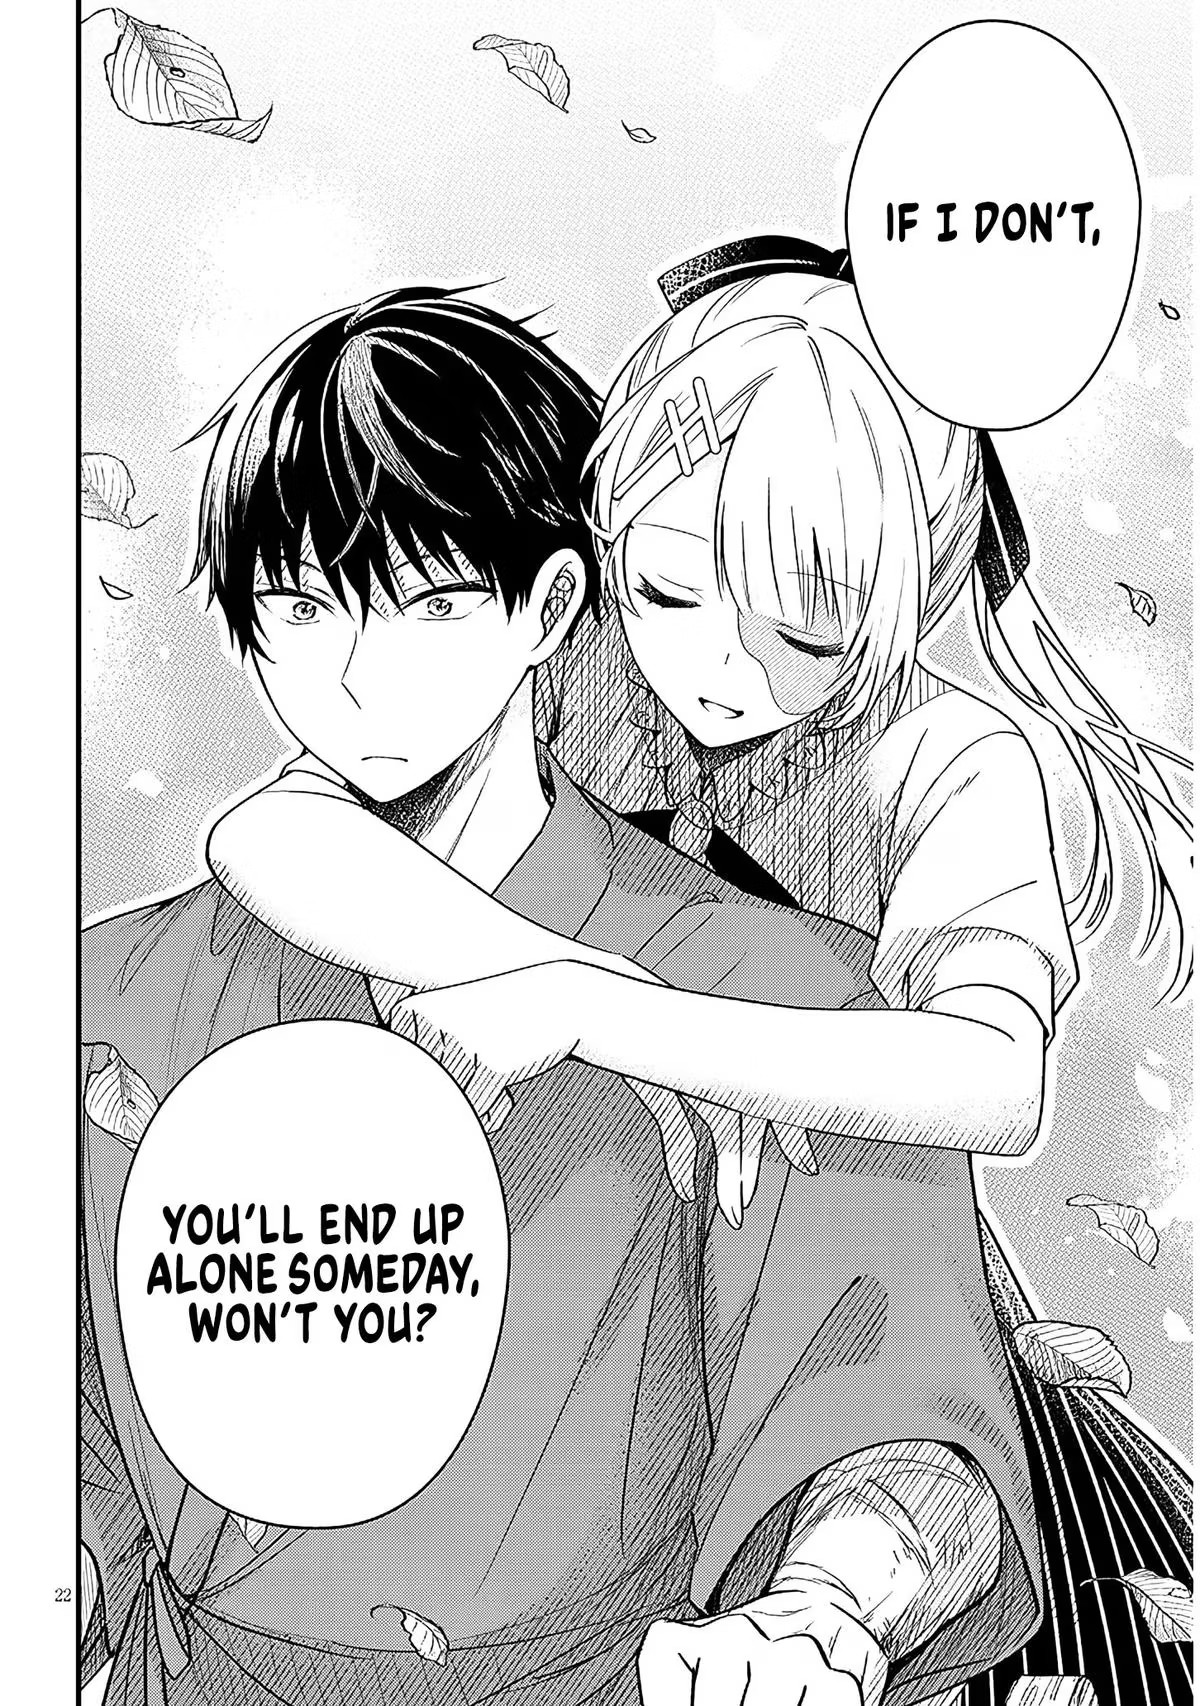 IF I DON'T,
YOU'LL END UP
ALONE SOMEDAY,
WON'T YOU?
22